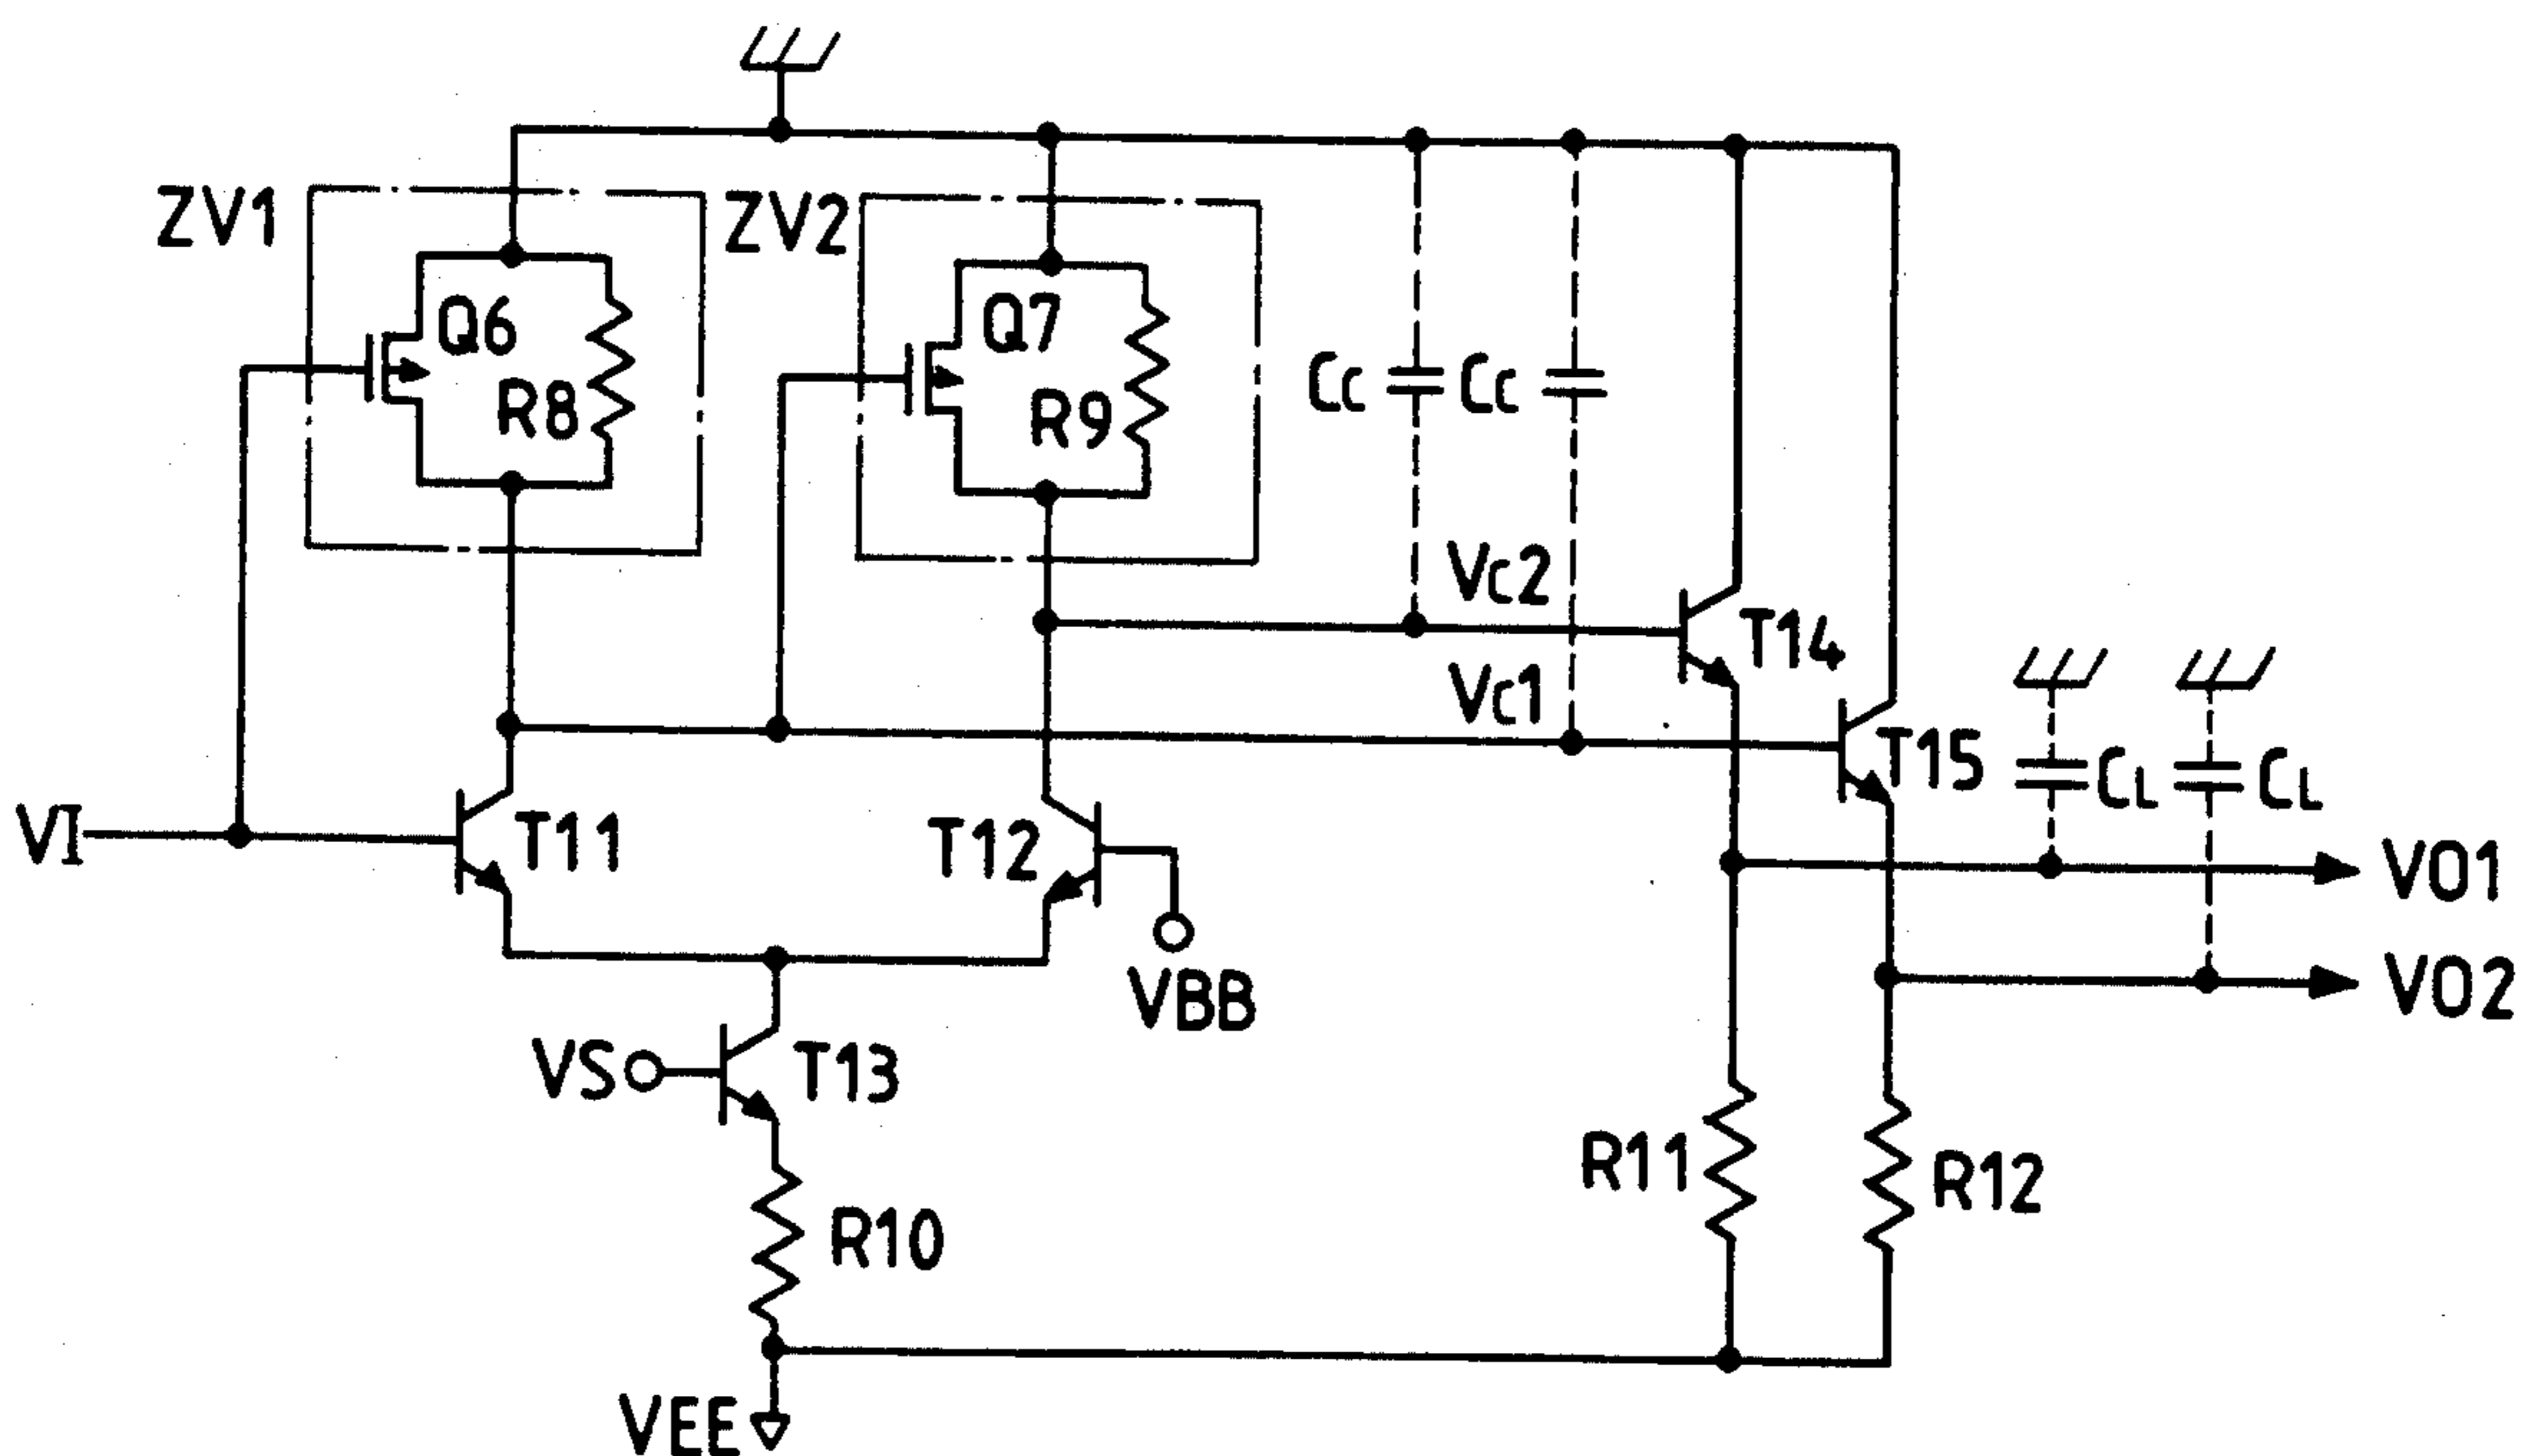 ZV1
ZV2
Q6
Q7
R8
R9
Cc
Cc
Vc2
Vc1
T14
T15
CL
CL
VI
T11
T12
VO1
VO2
VBB
VS
T13
R10
R11
R12
VEE